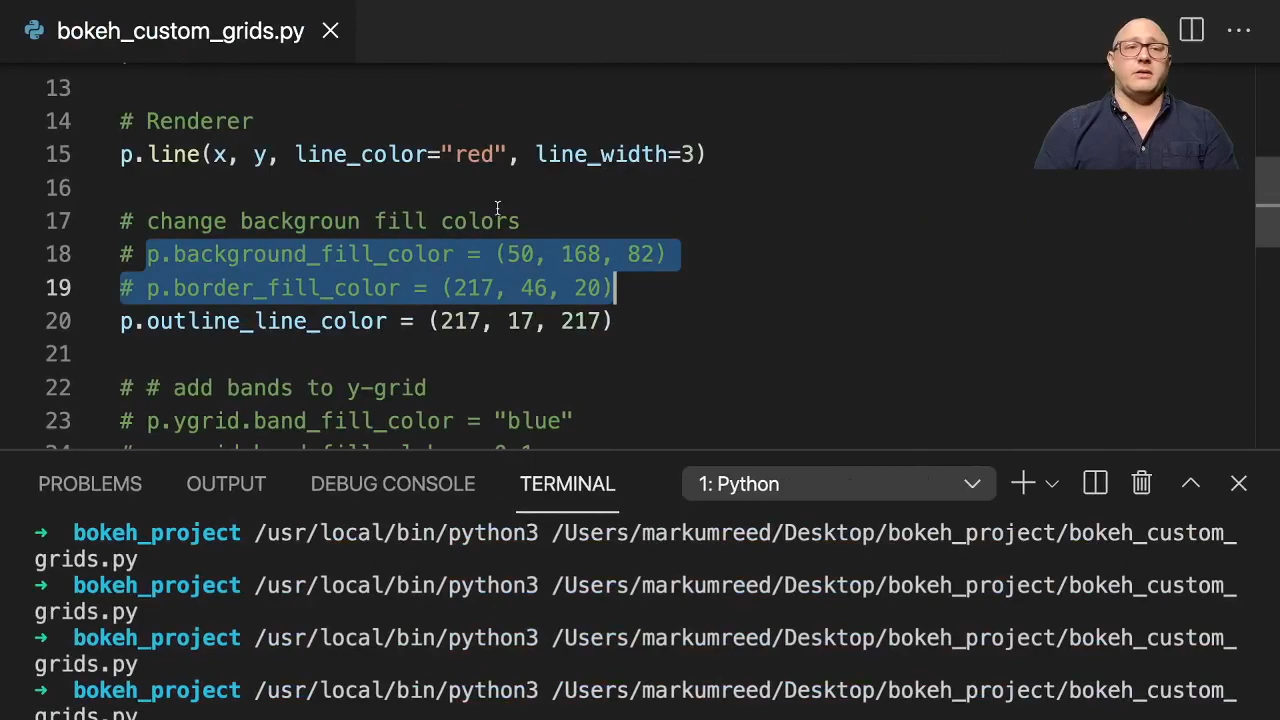 bokeh_custom_grids.py
13
14 # Renderer
15 p.line(x, y, line_color="red", line_width=3)
16
17 # change backgroun fill colors
18 # p.background_fill_color = (50, 168, 82)
19 # p.border_fill_color = (217, 46, 20)
20 p.outline_line_color = (217, 17, 217)
21
22 # # add bands to y-grid
23 # p.ygrid.band_fill_color = "blue"
PROBLEMS OUTPUT DEBUG CONSOLE TERMINAL 1: Python
➜ bokeh_project /usr/local/bin/python3 /Users/markumreed/Desktop/bokeh_project/bokeh_custom_
grids.py
➜ bokeh_project /usr/local/bin/python3 /Users/markumreed/Desktop/bokeh_project/bokeh_custom_
grids.py
➜ bokeh_project /usr/local/bin/python3 /Users/markumreed/Desktop/bokeh_project/bokeh_custom_
grids.py
➜ bokeh_project /usr/local/bin/python3 /Users/markumreed/Desktop/bokeh_project/bokeh_custom_
grids.py